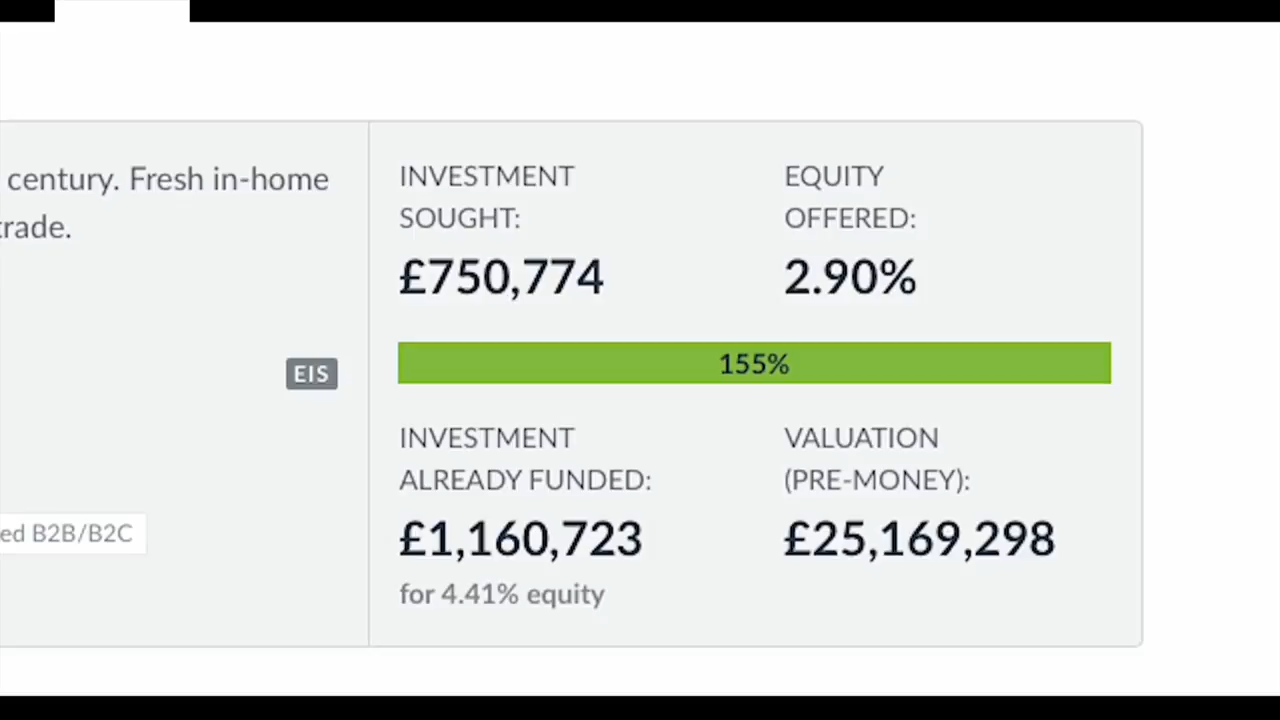 century. Fresh in-home
trade.
EIS
ed B2B/B2C
INVESTMENT
SOUGHT:
£750,774
EQUITY
OFFERED:
2.90%
155%
INVESTMENT
ALREADY FUNDED:
£1,160,723
for 4.41% equity
VALUATION
(PRE-MONEY):
£25,169,298